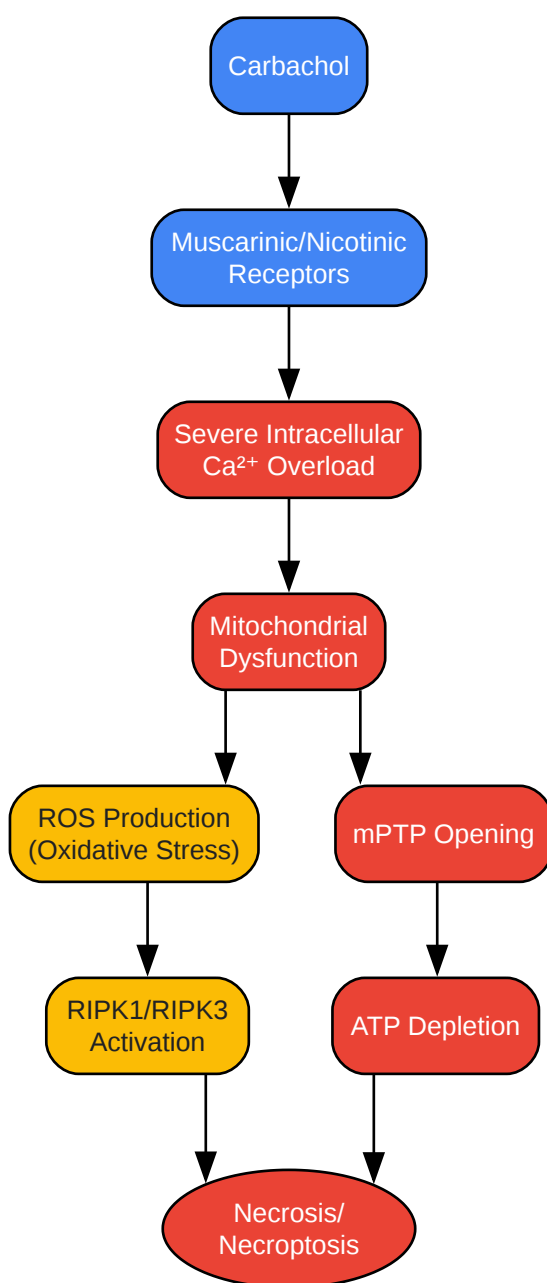 Carbachol
Muscarinic/Nicotinic
Receptors
Severe Intracellular
Ca²⁺ Overload
Mitochondrial
Dysfunction
ROS Production
(Oxidative Stress)
mPTP Opening
RIPK1/RIPK3
Activation
ATP Depletion
Necrosis/
Necroptosis